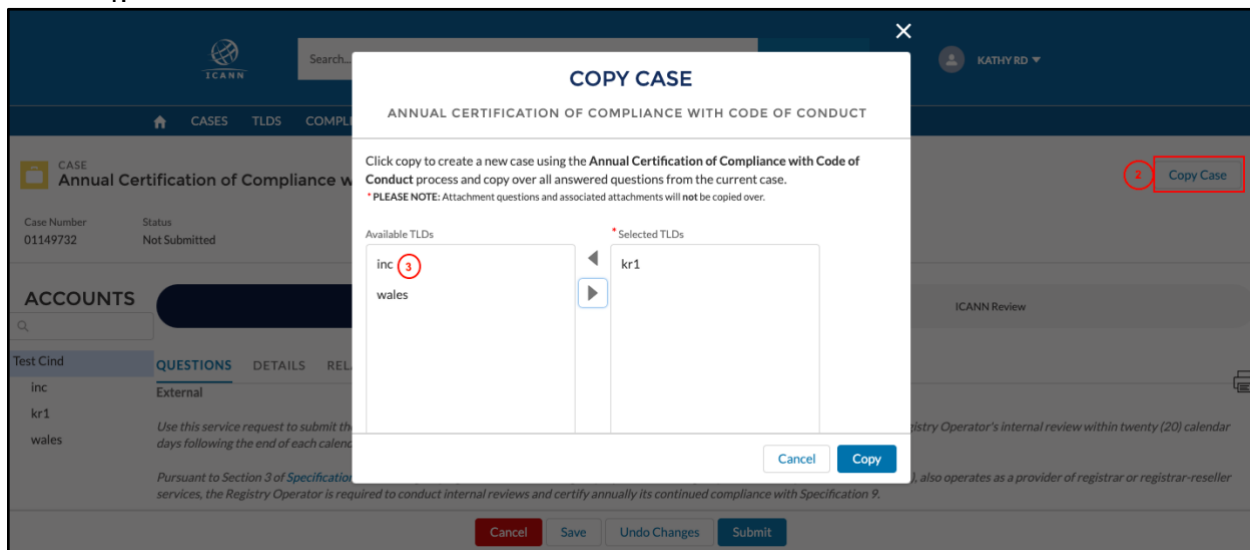 ICANN
Search...
KATHY RD
CASES TLDS COMPLI
CASE
Annual Certification of Compliance w
2
Copy Case
Case Number
Status
01149732
Not Submitted
COPY CASE
ANNUAL CERTIFICATION OF COMPLIANCE WITH CODE OF CONDUCT
Click copy to create a new case using the Annual Certification of Compliance with Code of
Conduct process and copy over all answered questions from the current case.
* PLEASE NOTE: Attachment questions and associated attachments will not be copied over.
Available TLDs
* Selected TLDs
inc 3
kr1
wales
Cancel
Copy
ACCOUNTS
ICANN Review
Test Cind
inc
kr1
wales
QUESTIONS DETAILS REL
External
Use this service request to submit th
gistry Operator's internal review within twenty (20) calendar
days following the end of each calenc
Pursuant to Section 3 of Specification
), also operates as a provider of registrar or registrar-reseller
services, the Registry Operator is required to conduct internal reviews and certify annually its continued compliance with Specification 9.
Cancel
Save
Undo Changes
Submit